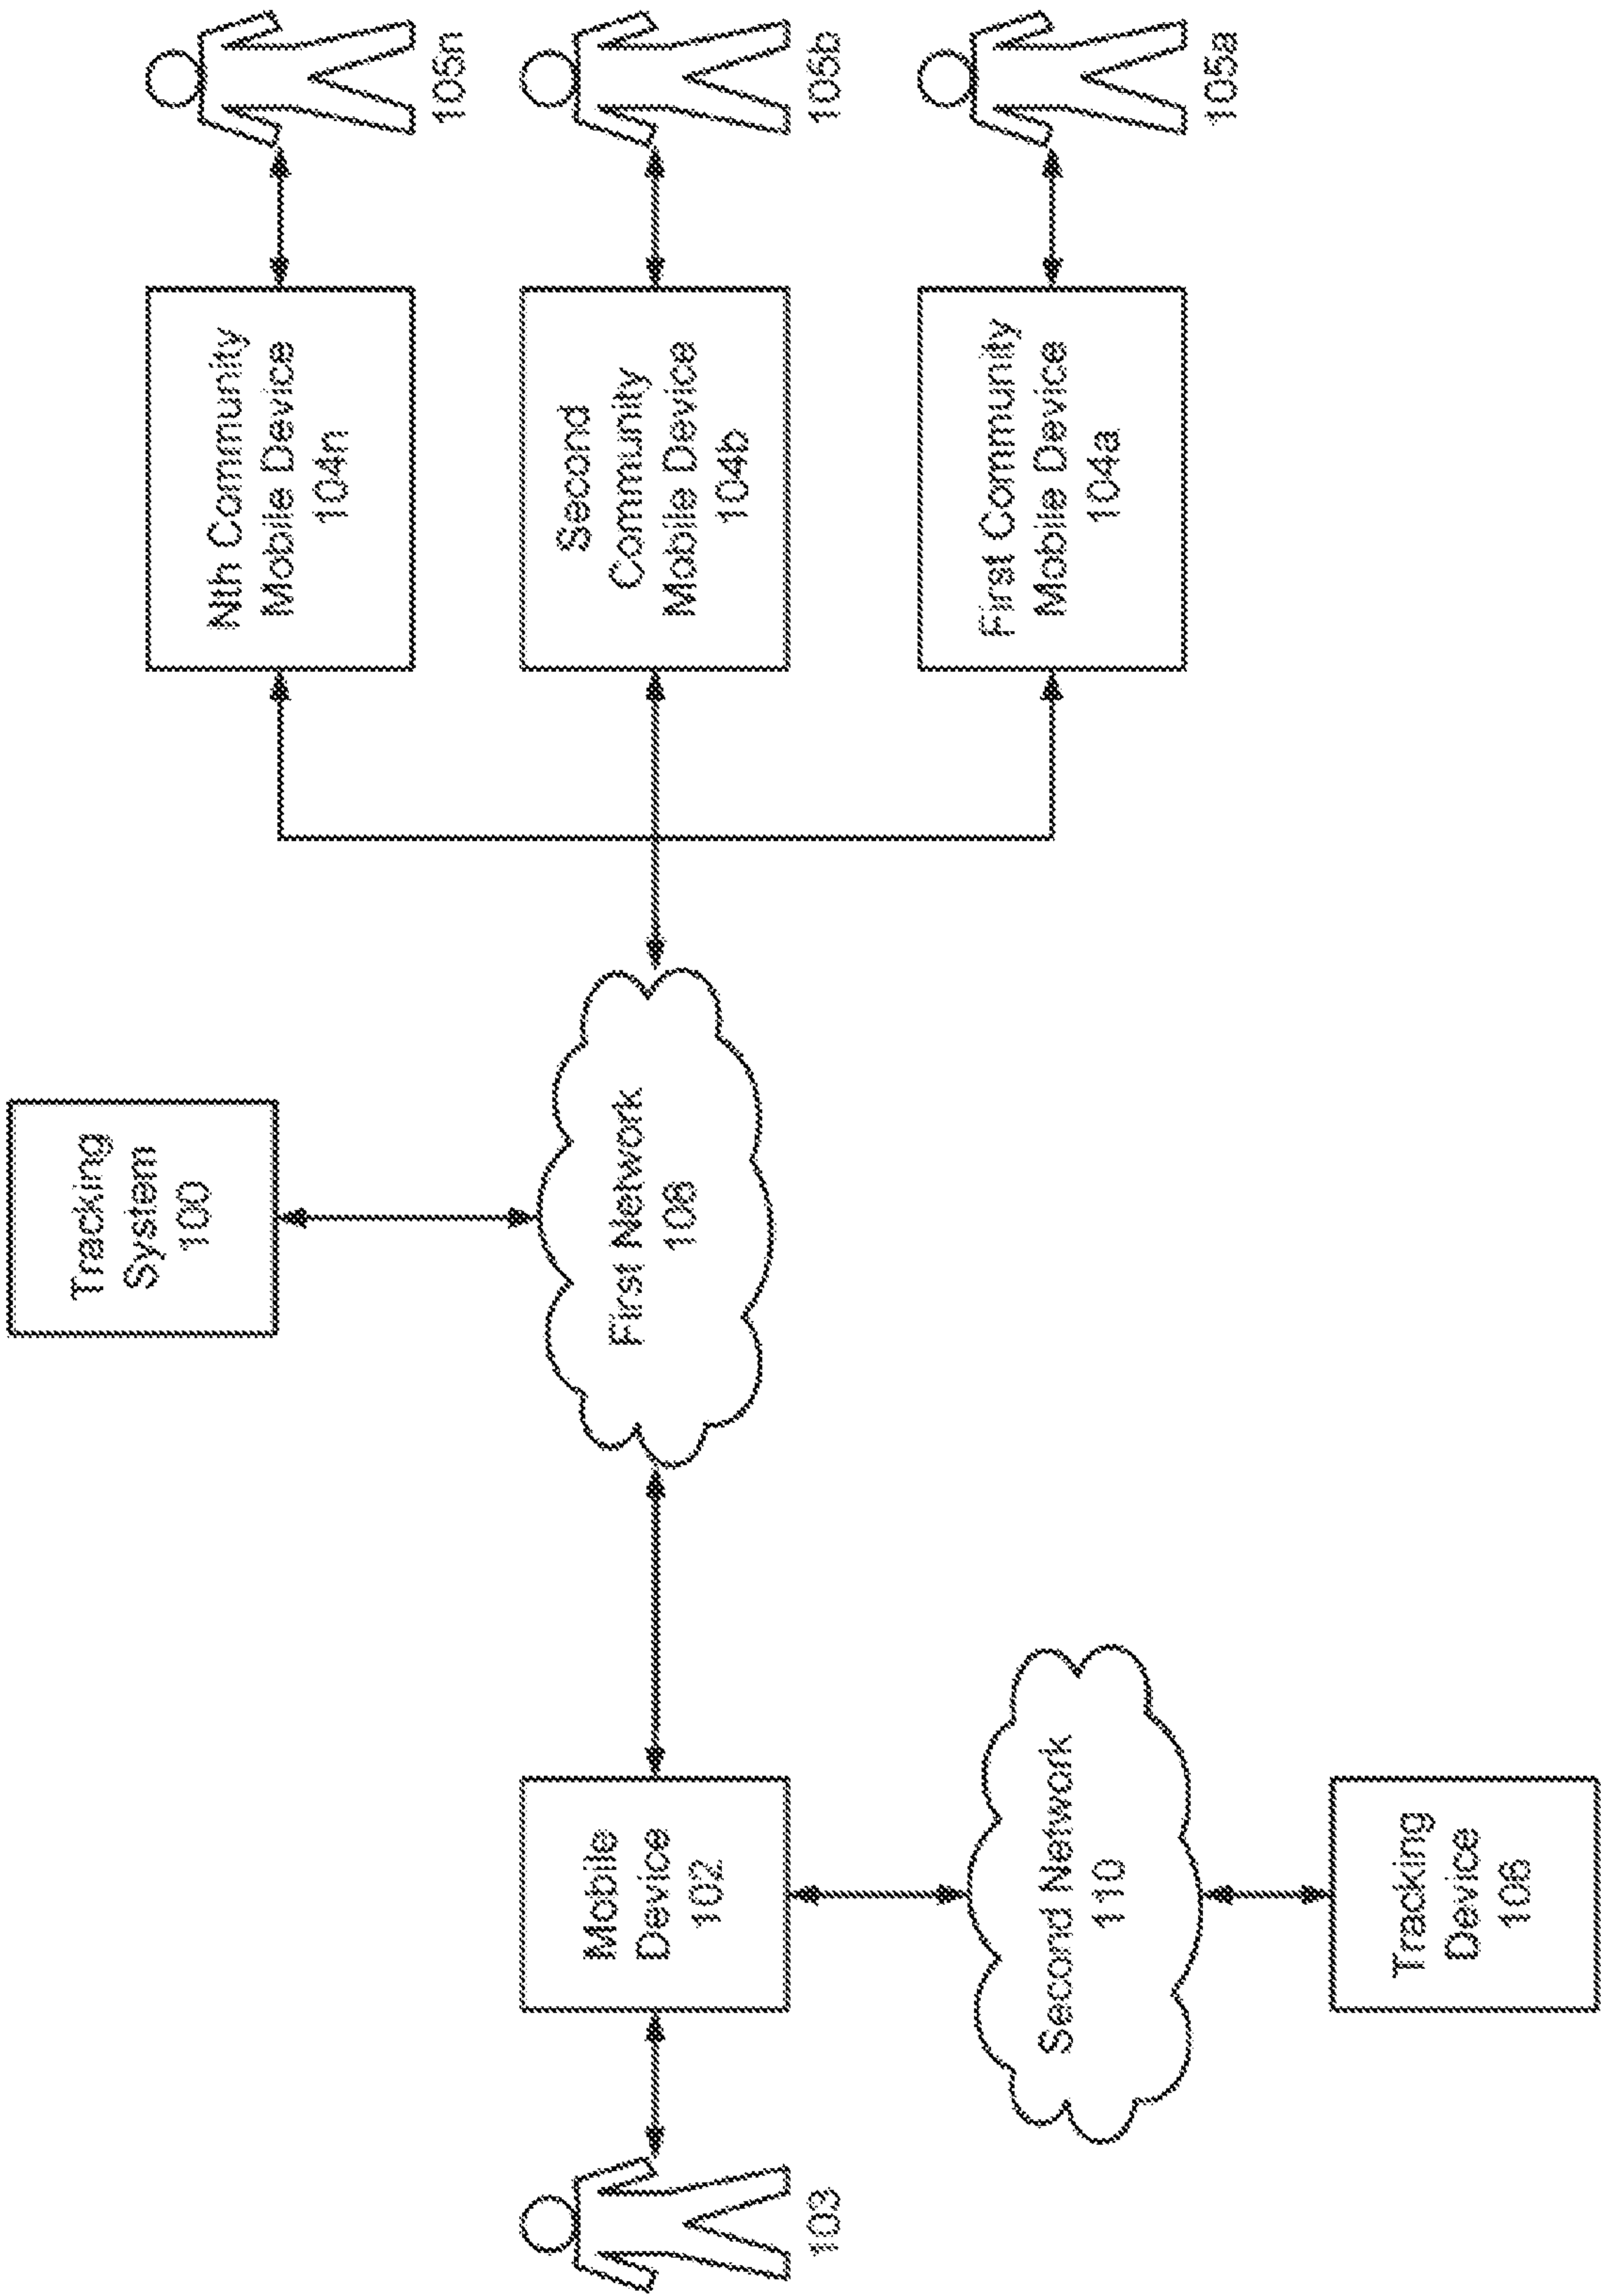 Tracking
System
100
Nth Community
Mobile Device
104n
105n
103
Mobile
Device
102
First Network
108
Second
Community
Mobile Device
104b
105b
Second Network
110
First Community
Mobile Device
104a
105a
Tracking
Device
106